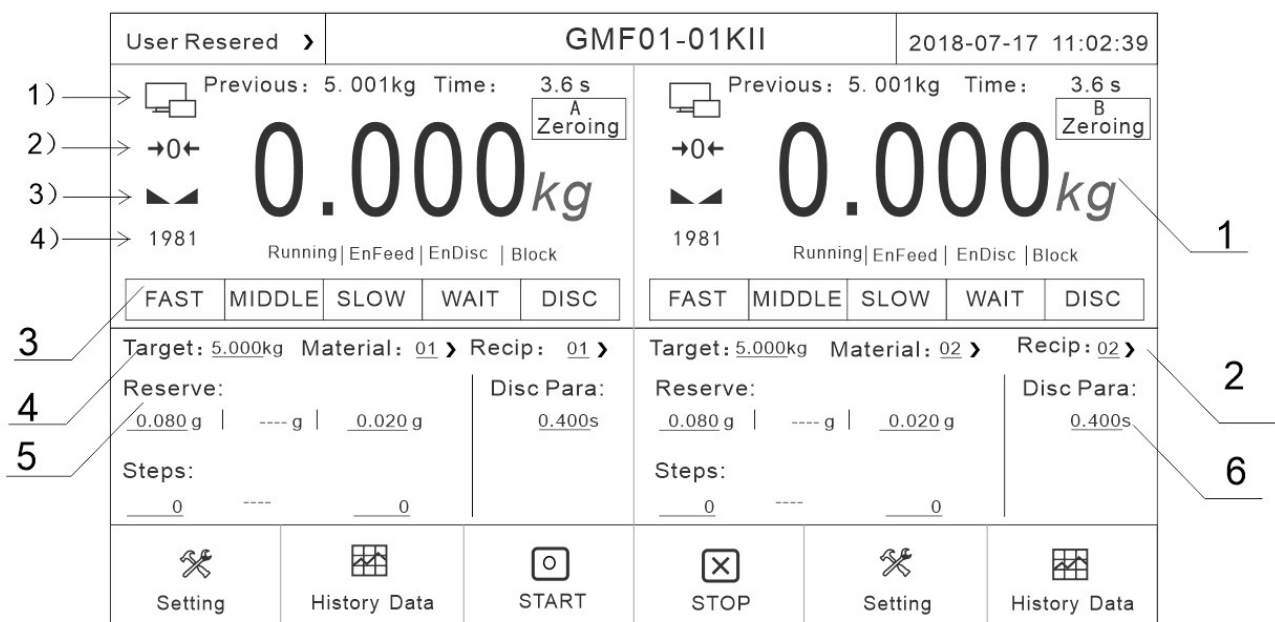 User Resered ❯ GMF01-01KII 2018-07-17 11:02:39
1) Previous: 5. 001kg Time: 3.6 s Previous: 5. 001kg Time: 3.6 s
A B
Zeroing Zeroing
2) →0← 0.000kg →0← 0.000kg
3)
4) 1981 1981 1
Running | EnFeed | EnDisc | Block Running | EnFeed | EnDisc | Block
FAST MIDDLE SLOW WAIT DISC FAST MIDDLE SLOW WAIT DISC
3 Target: 5.000kg Material: 01 ❯ Recip: 01 ❯ Target: 5.000kg Material: 02 ❯ Recip: 02 ❯ 2
4 Reserve: Disc Para: Reserve: Disc Para:
0.080 g | ---- g | 0.020 g 0.400s 0.080 g | ---- g | 0.020 g 0.400s
5 Steps: Steps: 6
0 ---- 0 0 ---- 0
Setting History Data START STOP Setting History Data